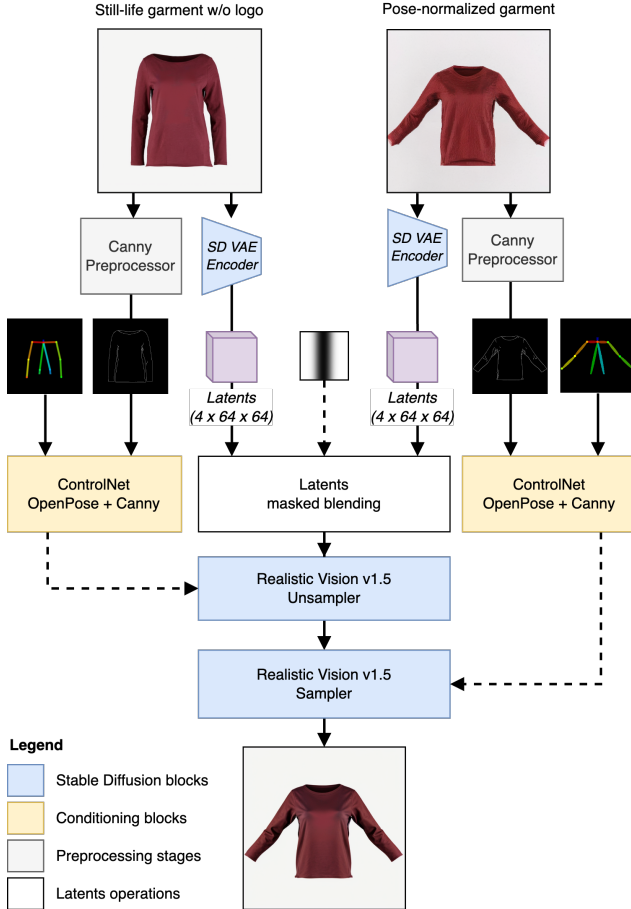 Still-life garment w/o logo
Pose-normalized garment
Canny
Preprocessor
SD VAE
Encoder
SD VAE
Encoder
Canny
Preprocessor
Latents
(4 x 64 x 64)
Latents
(4 x 64 x 64)
ControlNet
OpenPose + Canny
Latents
masked blending
ControlNet
OpenPose + Canny
Realistic Vision v1.5
Unsampler
Realistic Vision v1.5
Sampler
Legend
Stable Diffusion blocks
Conditioning blocks
Preprocessing stages
Latents operations